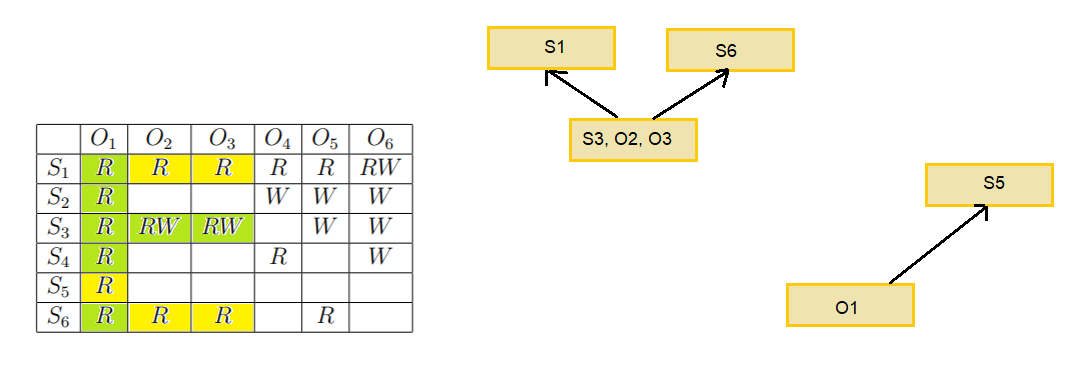 O1 O2 O3 O4 O5 O6
S1 R R R R R RW
S2 R W W W
S3 R RW RW W W
S4 R R W
S5 R
S6 R R R R
S1
S6
S3, O2, O3
S5
O1